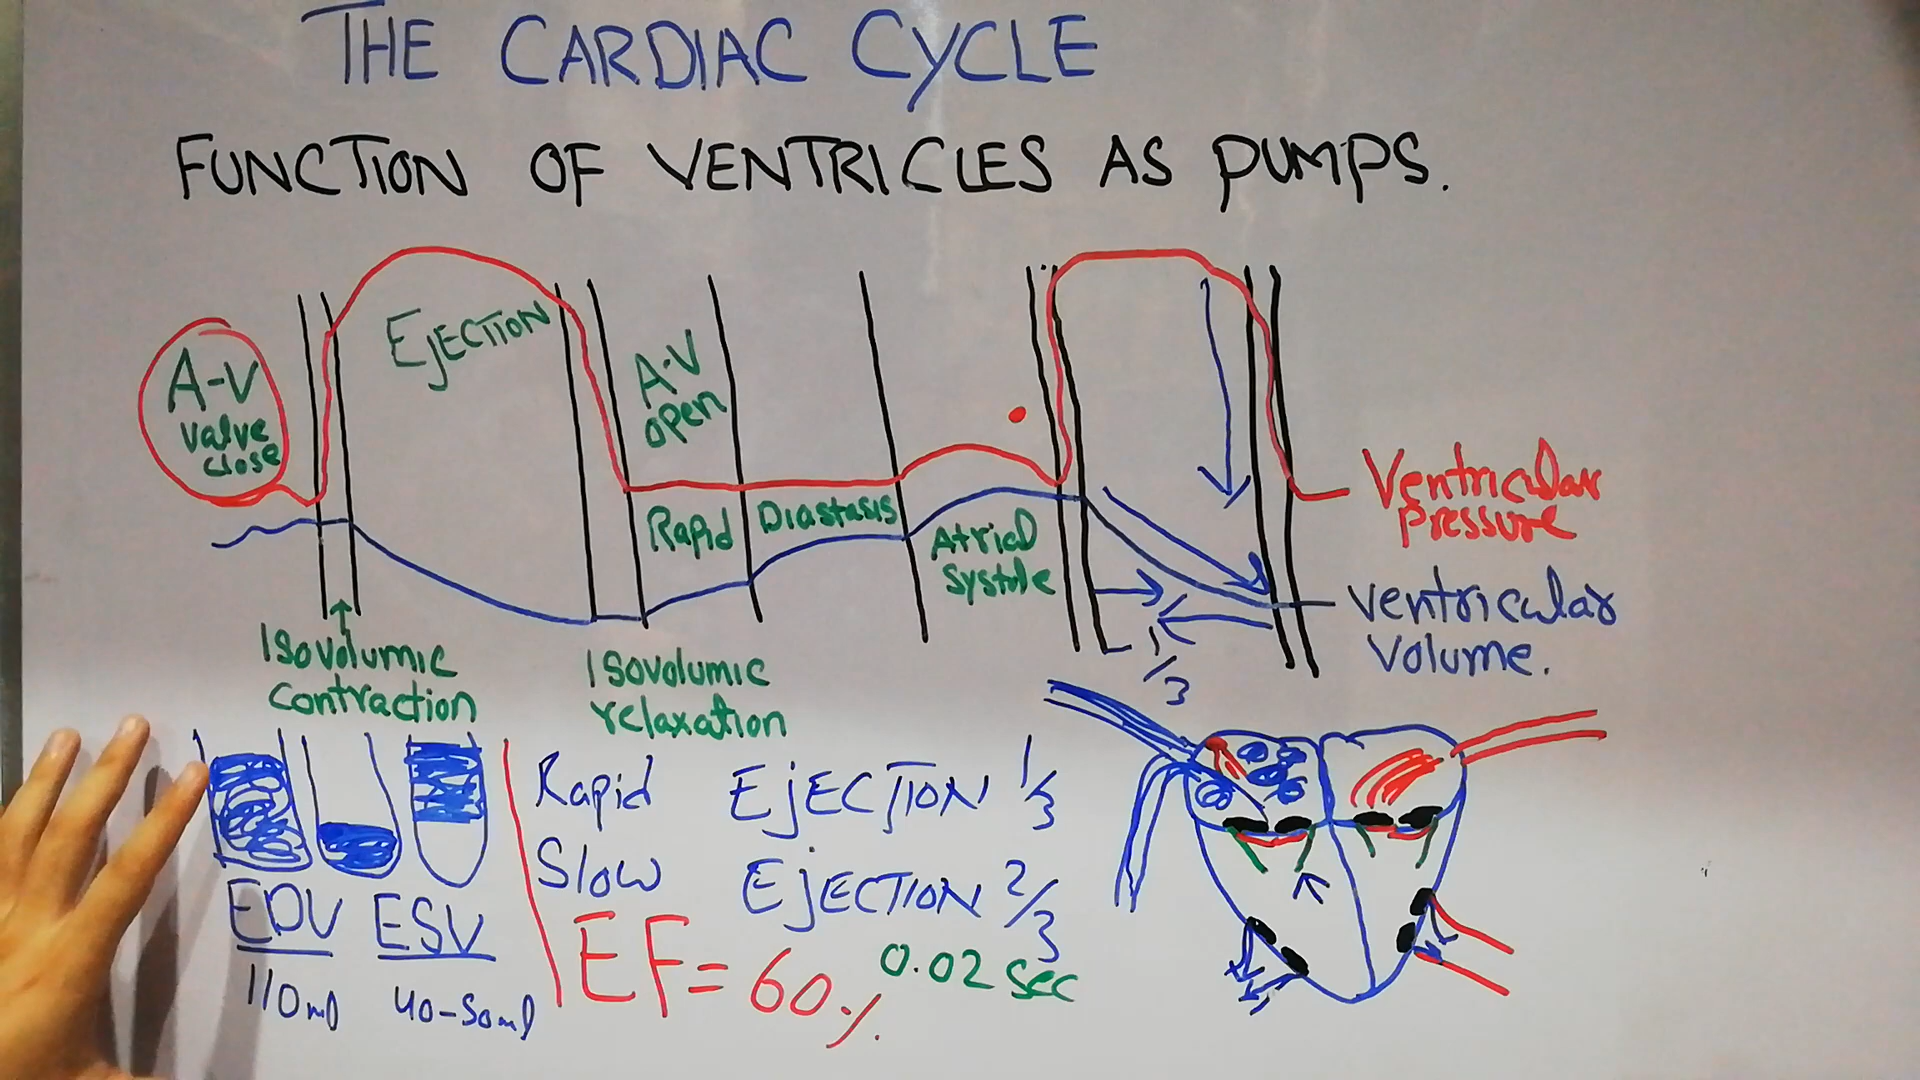 THE CARDIAC CYCLE
FUNCTION OF VENTRICLES AS PUMPS.
A-V
valve
close
EJECTION
A-V
open
Rapid
Diastasis
Atrial
systole
Ventricular
pressure
Ventricular
volume.
Isovolumic
contraction
Isovolumic
relaxation
1/3
Rapid EJECTION 1/3
Slow EJECTION 2/3
EDV ESV
110ml 40-50ml
EF = 60%
0.02 sec